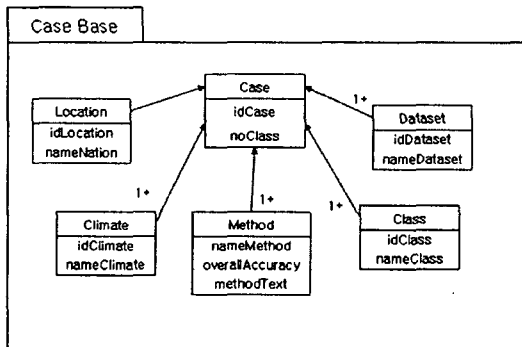 Case Base
Case
idCase
noClass
Location
idLocation
nameNation
1+
Dataset
idDataset
nameDataset
1+
Climate
idClimate
nameClimate
1+
Method
nameMethod
overallAccuracy
methodText
1+
Class
idClass
nameClass